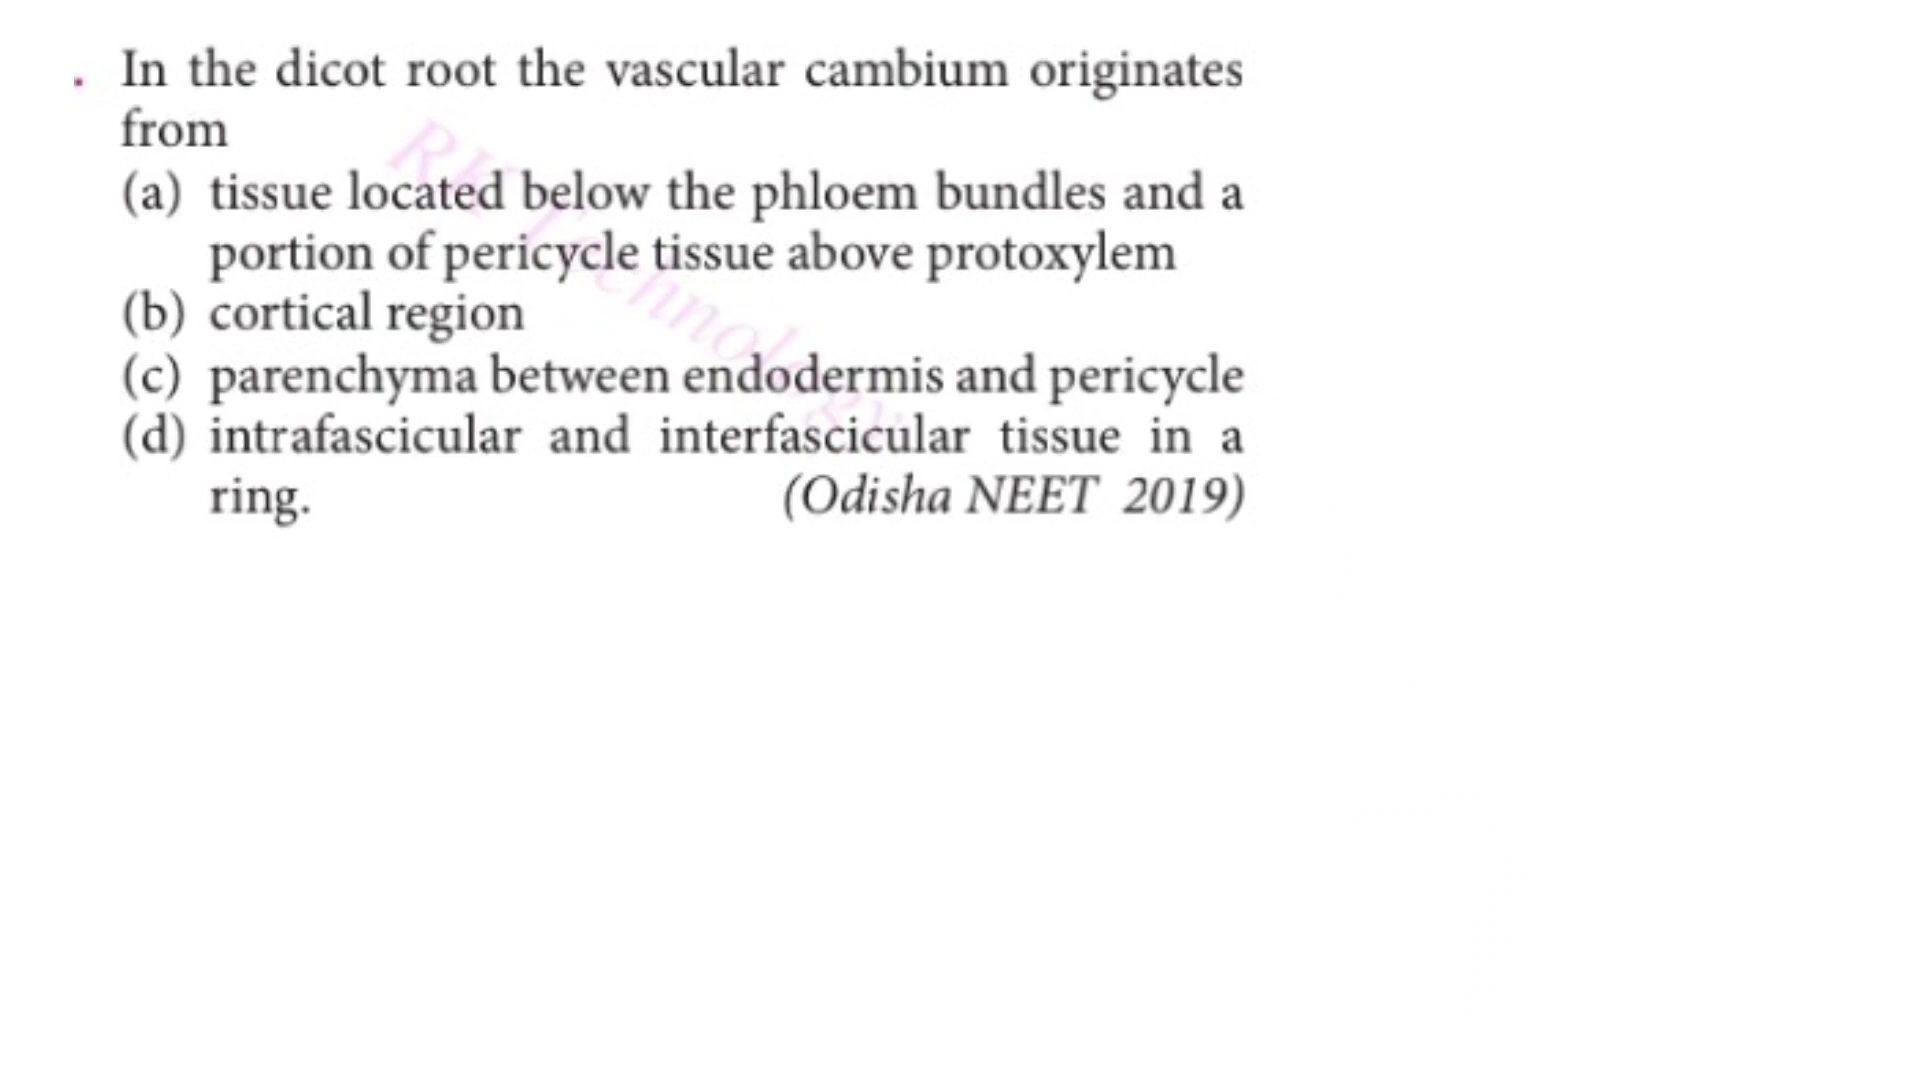 . In the dicot root the vascular cambium originates
from
(a) tissue located below the phloem bundles and a
portion of pericycle tissue above protoxylem
(b) cortical region
(c) parenchyma between endodermis and pericycle
(d) intrafascicular and interfascicular tissue in a
ring. (Odisha NEET 2019)
RK Technology